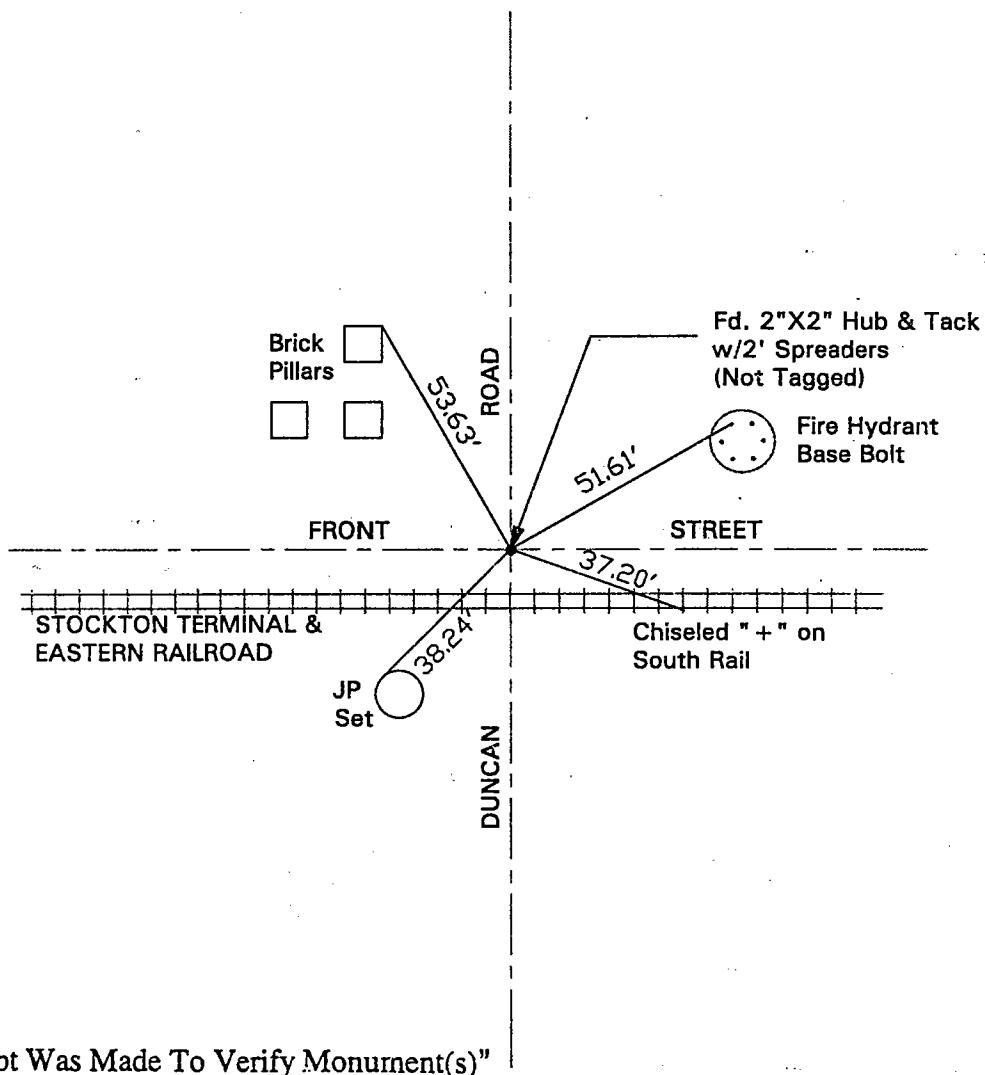 Fd. 2"X2" Hub & Tack
w/2' Spreaders
(Not Tagged)
Brick
Pillars
ROAD
53.63'
Fire Hydrant
Base Bolt
51.61'
FRONT
STREET
37.20'
STOCKTON TERMINAL &
EASTERN RAILROAD
38.24'
Chiseled "+" on
South Rail
JP
Set
DUNCAN
Was Made To Verify Monument(s)"